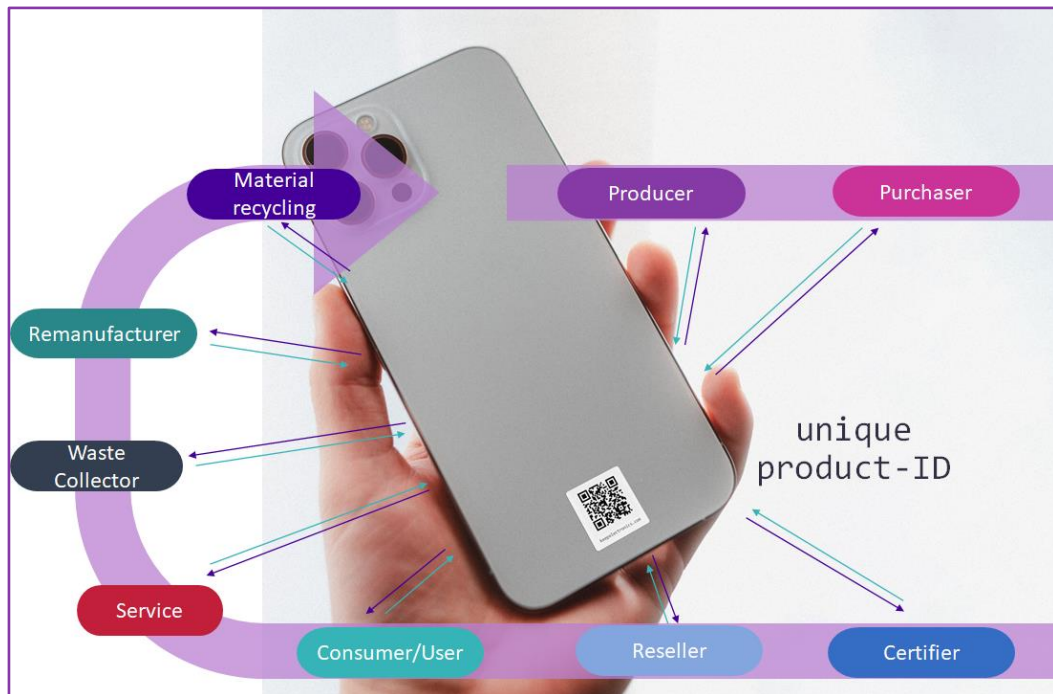 Material
recycling
Producer
Purchaser
Remanufacturer
unique
product-ID
Waste
Collector
Service
Consumer/User
Reseller
Certifier